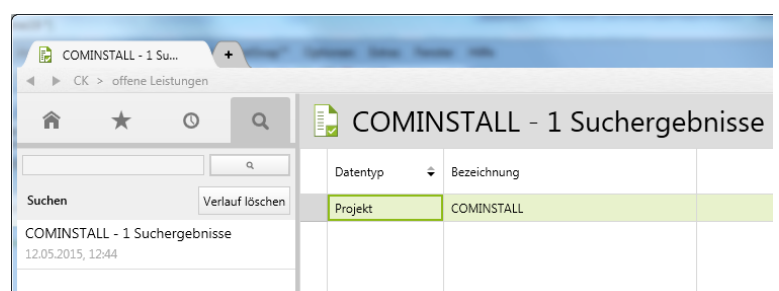 COMINSTALL - 1 Su...
+
CK > offene Leistungen
COMINSTALL - 1 Suchergebnisse
Datentyp
Bezeichnung
Suchen
Verlauf löschen
Projekt
COMINSTALL
COMINSTALL - 1 Suchergebnisse
12.05.2015, 12:44